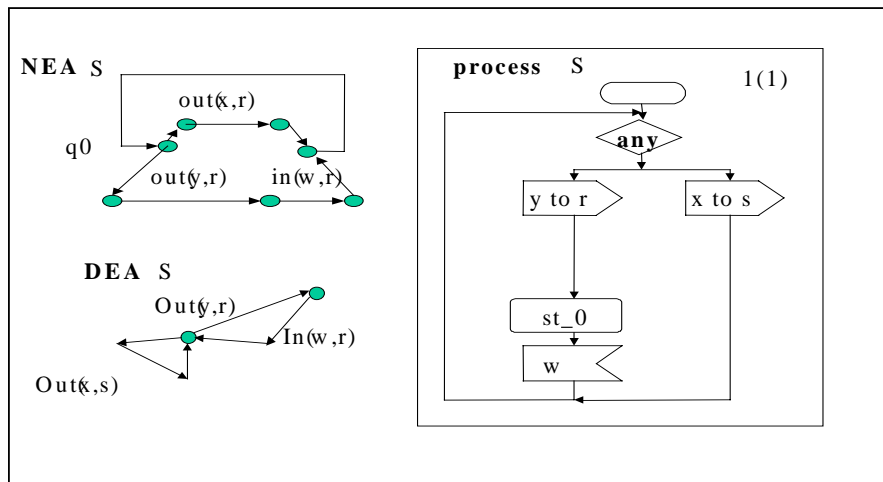 NEA S
out(x,r)
q0
out(y,r)
in(w,r)
DEA S
Out(y,r)
In(w,r)
Out(x,s)
process S
1(1)
any
y to r
x to s
st_0
w